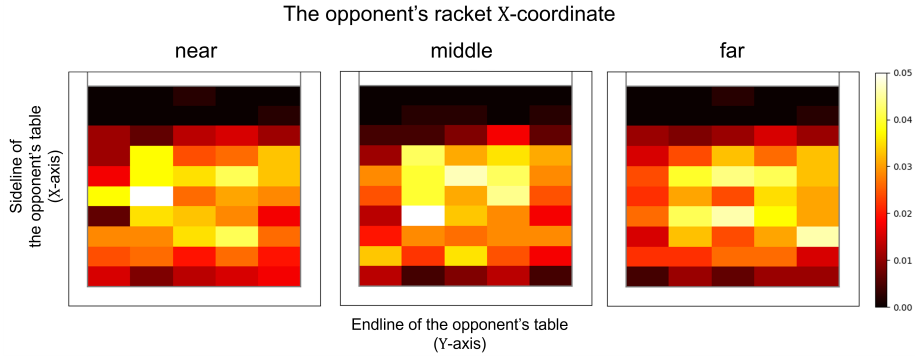 The opponent’s racket X-coordinate
near
middle
far
Sideline of
the opponent’s table
(X-axis)
0.05
0.04
0.03
0.02
0.01
0.00
Endline of the opponent’s table
(Y-axis)